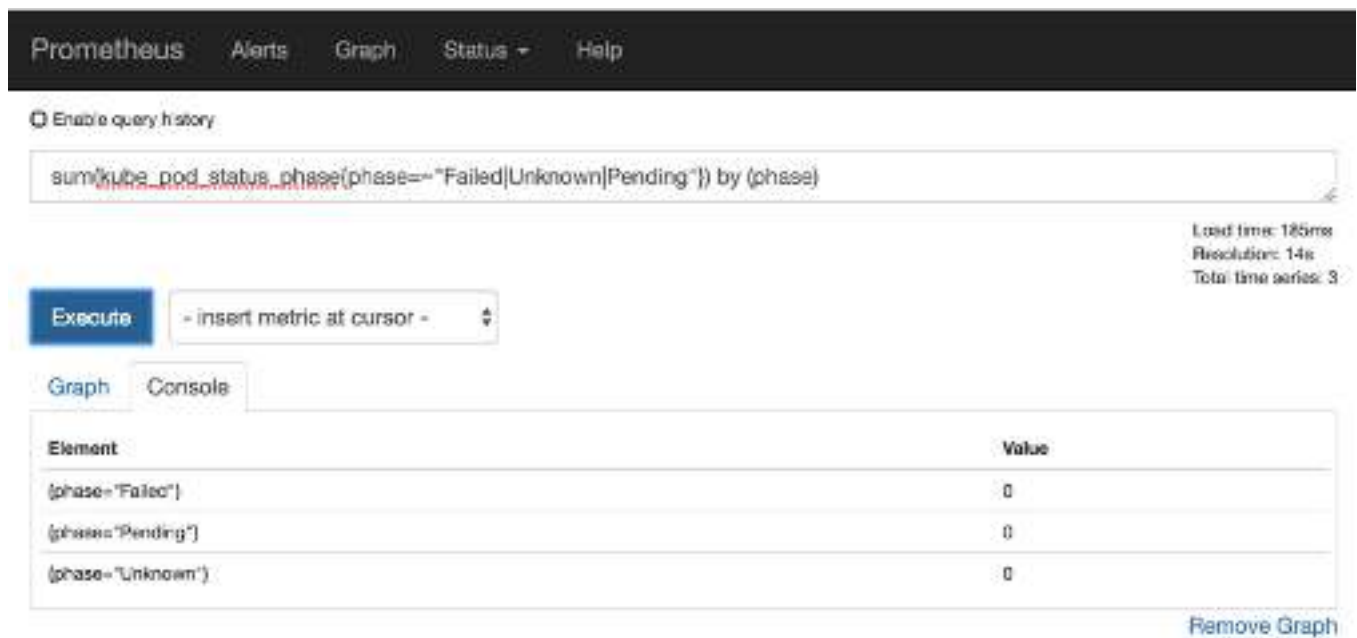 Prometheus Alerts Graph Status Help
Enable query history
sum(kube_pod_status_phase{phase=~"Failed|Unknown|Pending"}) by (phase)
Load time: 185ms
Resolution: 14s
Total time series: 3
Execute - insert metric at cursor -
Graph Console
Element Value
{phase="Failed"} 0
{phase="Pending"} 0
{phase="Unknown"} 0
Remove Graph